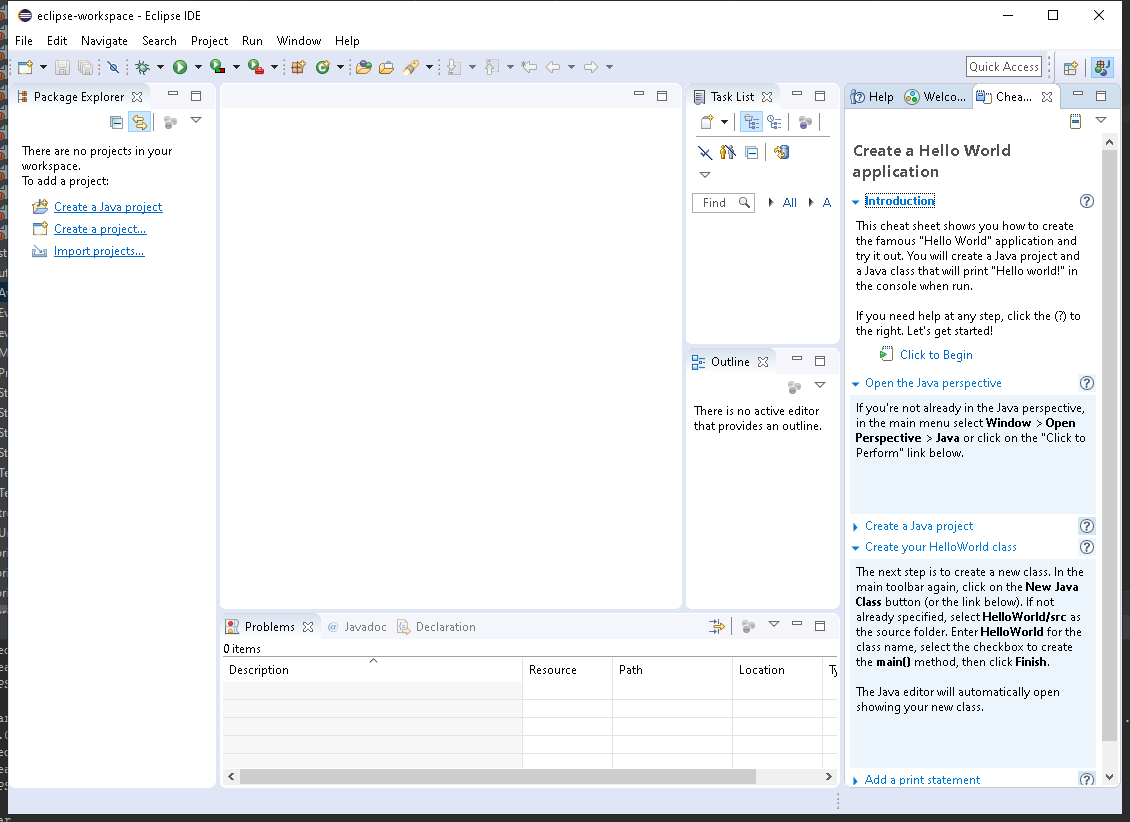 eclipse-workspace - Eclipse IDE
File Edit Navigate Search Project Run Window Help
Quick Access
Package Explorer
There are no projects in your
workspace.
To add a project:
Create a Java project
Create a project...
Import projects...
Task List
Find
All
A
Outline
There is no active editor
that provides an outline.
Problems
@ Javadoc
Declaration
0 items
Description Resource Path Location Ty
Help
Welco...
Chea...
Create a Hello World
application
Introduction
This cheat sheet shows you how to create
the famous "Hello World" application and
try it out. You will create a Java project and
a Java class that will print "Hello world!" in
the console when run.
If you need help at any step, click the (?) to
the right. Let's get started!
Click to Begin
Open the Java perspective
If you're not already in the Java perspective,
in the main menu select Window > Open
Perspective > Java or click on the "Click to
Perform" link below.
Create a Java project
Create your HelloWorld class
The next step is to create a new class. In the
main toolbar again, click on the New Java
Class button (or the link below). If not
already specified, select HelloWorld/src as
the source folder. Enter HelloWorld for the
class name, select the checkbox to create
the main() method, then click Finish.
The Java editor will automatically open
showing your new class.
Add a print statement